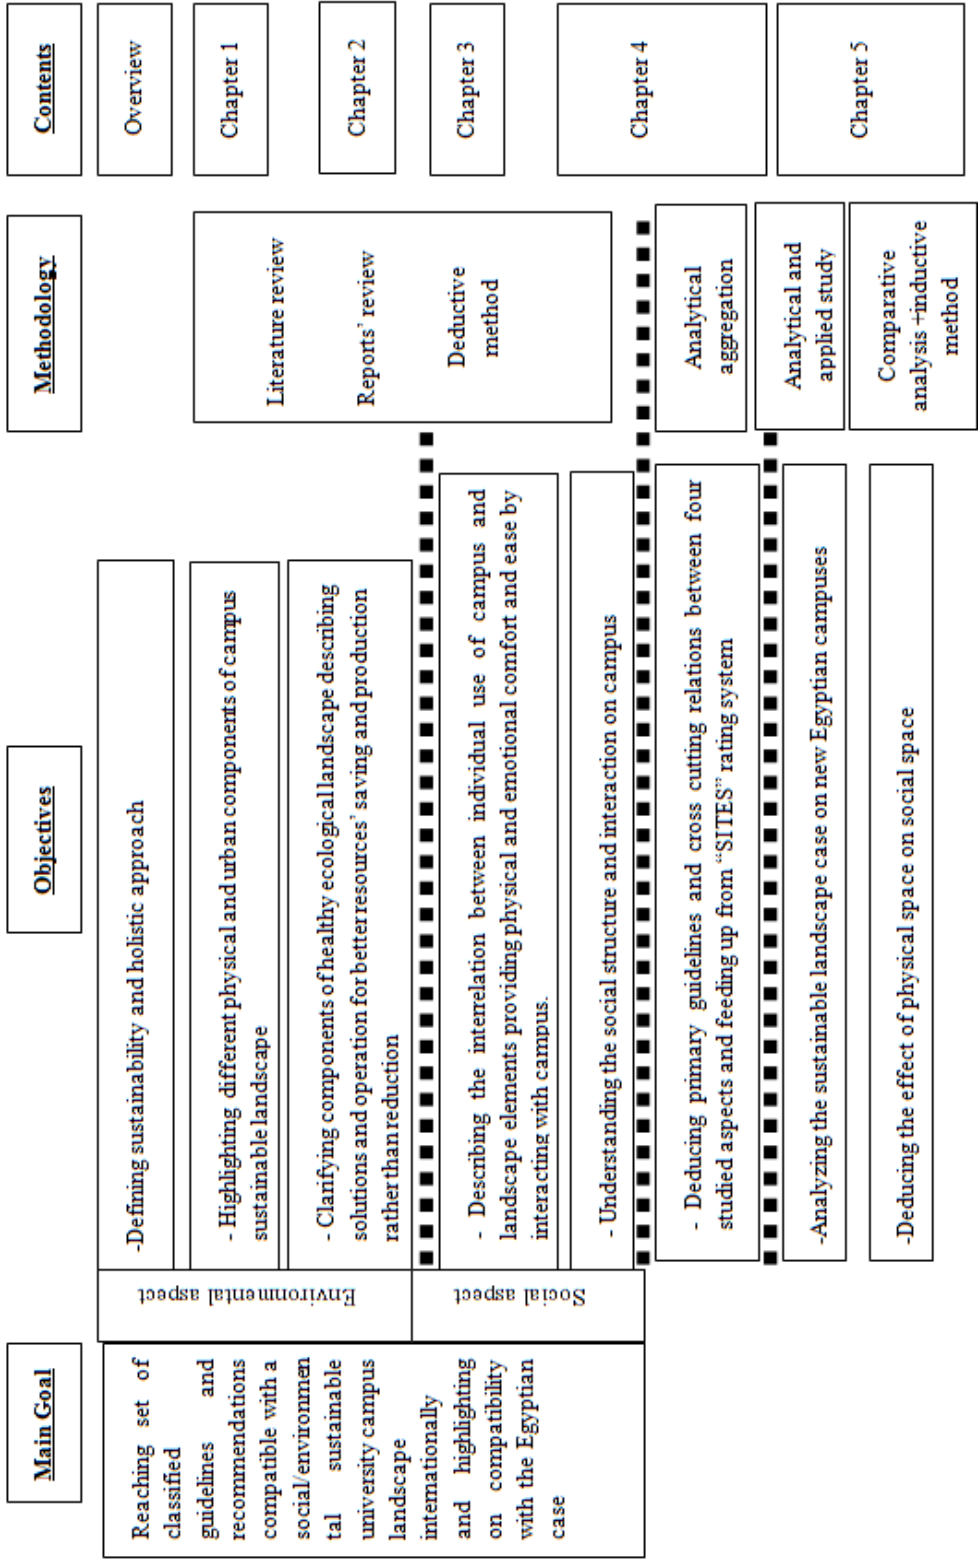 Main Goal
Reaching set of
classified
guidelines and
recommendations
compatible with a
social/environmen
tal sustainable
university campus
landscape
internationally
and highlighting
on compatibility
with the Egyptian
case
Environmental aspect
Social aspect
Objectives
-Defining sustainability and holistic approach
- Highlighting different physical and urban components of campus
sustainable landscape
- Clarifying components of healthy ecological landscape describing
solutions and operation for better resources' saving and production
rather than reduction
- Describing the interrelation between individual use of campus and
landscape elements providing physical and emotional comfort and ease by
interacting with campus.
- Understanding the social structure and interaction on campus
- Deducing primary guidelines and cross cutting relations between four
studied aspects and feeding up from “SITES” rating system
-Analyzing the sustainable landscape case on new Egyptian campuses
-Deducing the effect of physical space on social space
Methodology
Literature review
Reports’ review
Deductive
method
Analytical
aggregation
Analytical and
applied study
Comparative
analysis +inductive
method
Contents
Overview
Chapter 1
Chapter 2
Chapter 3
Chapter 4
Chapter 5